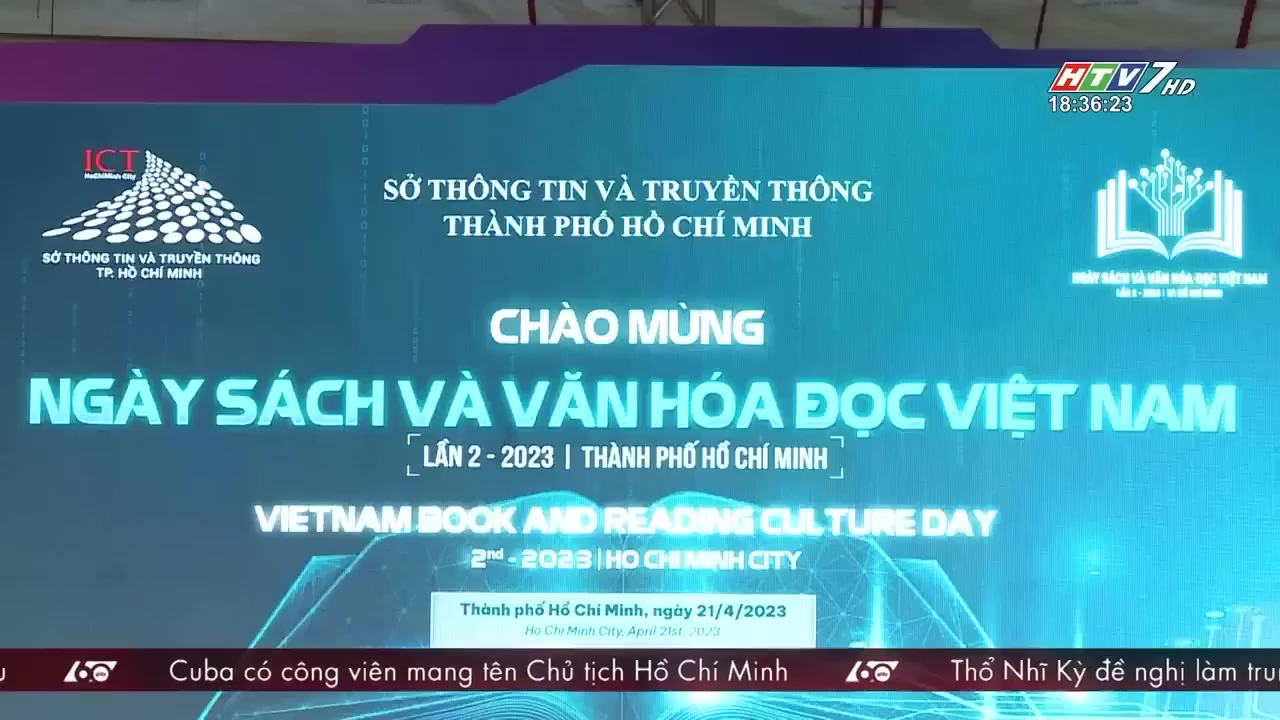 HTV7 HD
18:36:23
ICT
HoChiMinh City
SỞ THÔNG TIN VÀ TRUYỀN THÔNG
TP. HỒ CHÍ MINH
SỞ THÔNG TIN VÀ TRUYỀN THÔNG
THÀNH PHỐ HỒ CHÍ MINH
NGÀY SÁCH VÀ VĂN HÓA ĐỌC VIỆT NAM
CHÀO MỪNG
NGÀY SÁCH VÀ VĂN HÓA ĐỌC VIỆT NAM
LẦN 2 - 2023 | THÀNH PHỐ HỒ CHÍ MINH
VIETNAM BOOK AND READING CULTURE DAY
2nd - 2023 | HO CHI MINH CITY
Thành phố Hồ Chí Minh, ngày 21/4/2023
Ho Chi Minh City, April 21st, 2023
60 giây Cuba có công viên mang tên Chủ tịch Hồ Chí Minh 60 giây Thổ Nhĩ Kỳ đề nghị làm